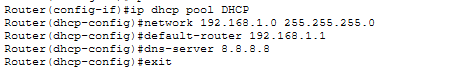 Router(config-if)#ip dhcp pool DHCP
Router(dhcp-config)#network 192.168.1.0 255.255.255.0
Router(dhcp-config)#default-router 192.168.1.1
Router(dhcp-config)#dns-server 8.8.8.8
Router(dhcp-config)#exit